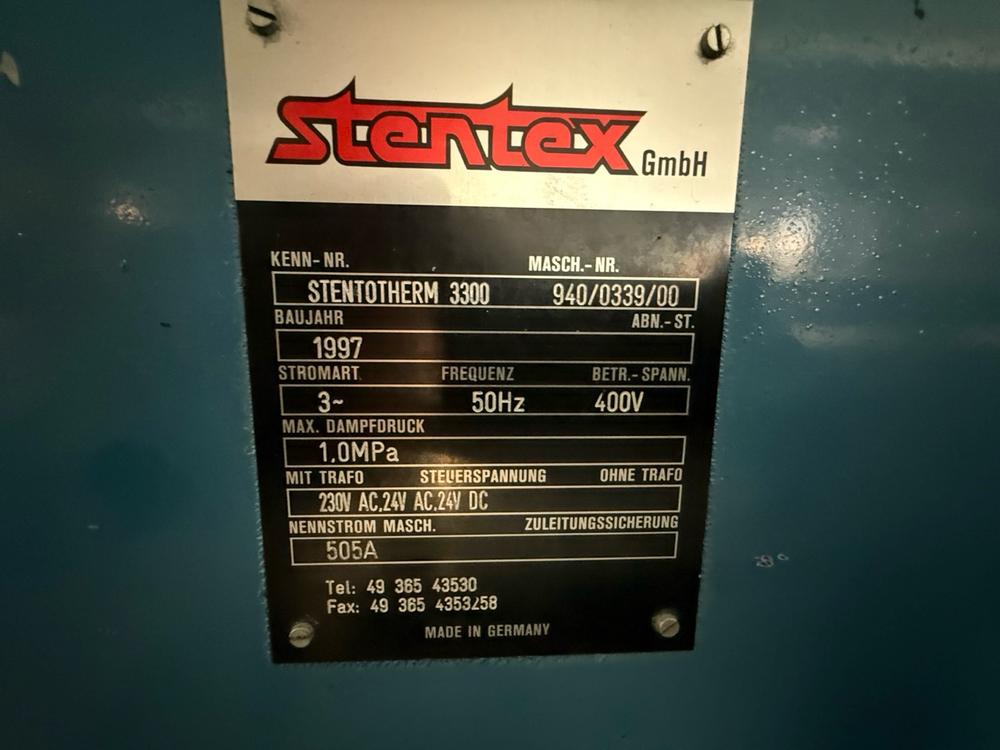 stentex GmbH
KENN-NR. MASCH.-NR.
STENTOTHERM 3300 940/0339/00
BAUJAHR ABN.-ST.
1997
STROMART FREQUENZ BETR.-SPANN.
3~ 50Hz 400V
MAX. DAMPFDRUCK
1.0MPa
MIT TRAFO STEUERSPANNUNG OHNE TRAFO
230V AC,24V AC,24V DC
NENNSTROM MASCH. ZULEITUNGSSICHERUNG
505A
Tel: 49 365 43530
Fax: 49 365 4353258
MADE IN GERMANY